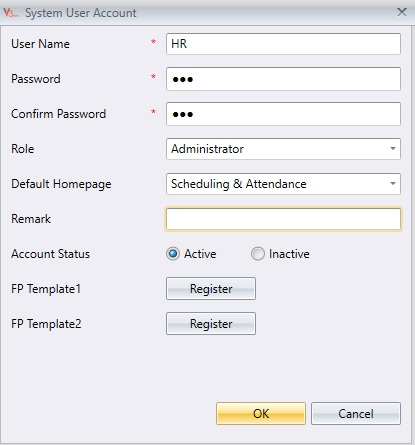 System User Account
User Name * HR
Password * ●●●
Confirm Password * ●●●
Role Administrator
Default Homepage Scheduling & Attendance
Remark
Account Status Active Inactive
FP Template1 Register
FP Template2 Register
OK Cancel